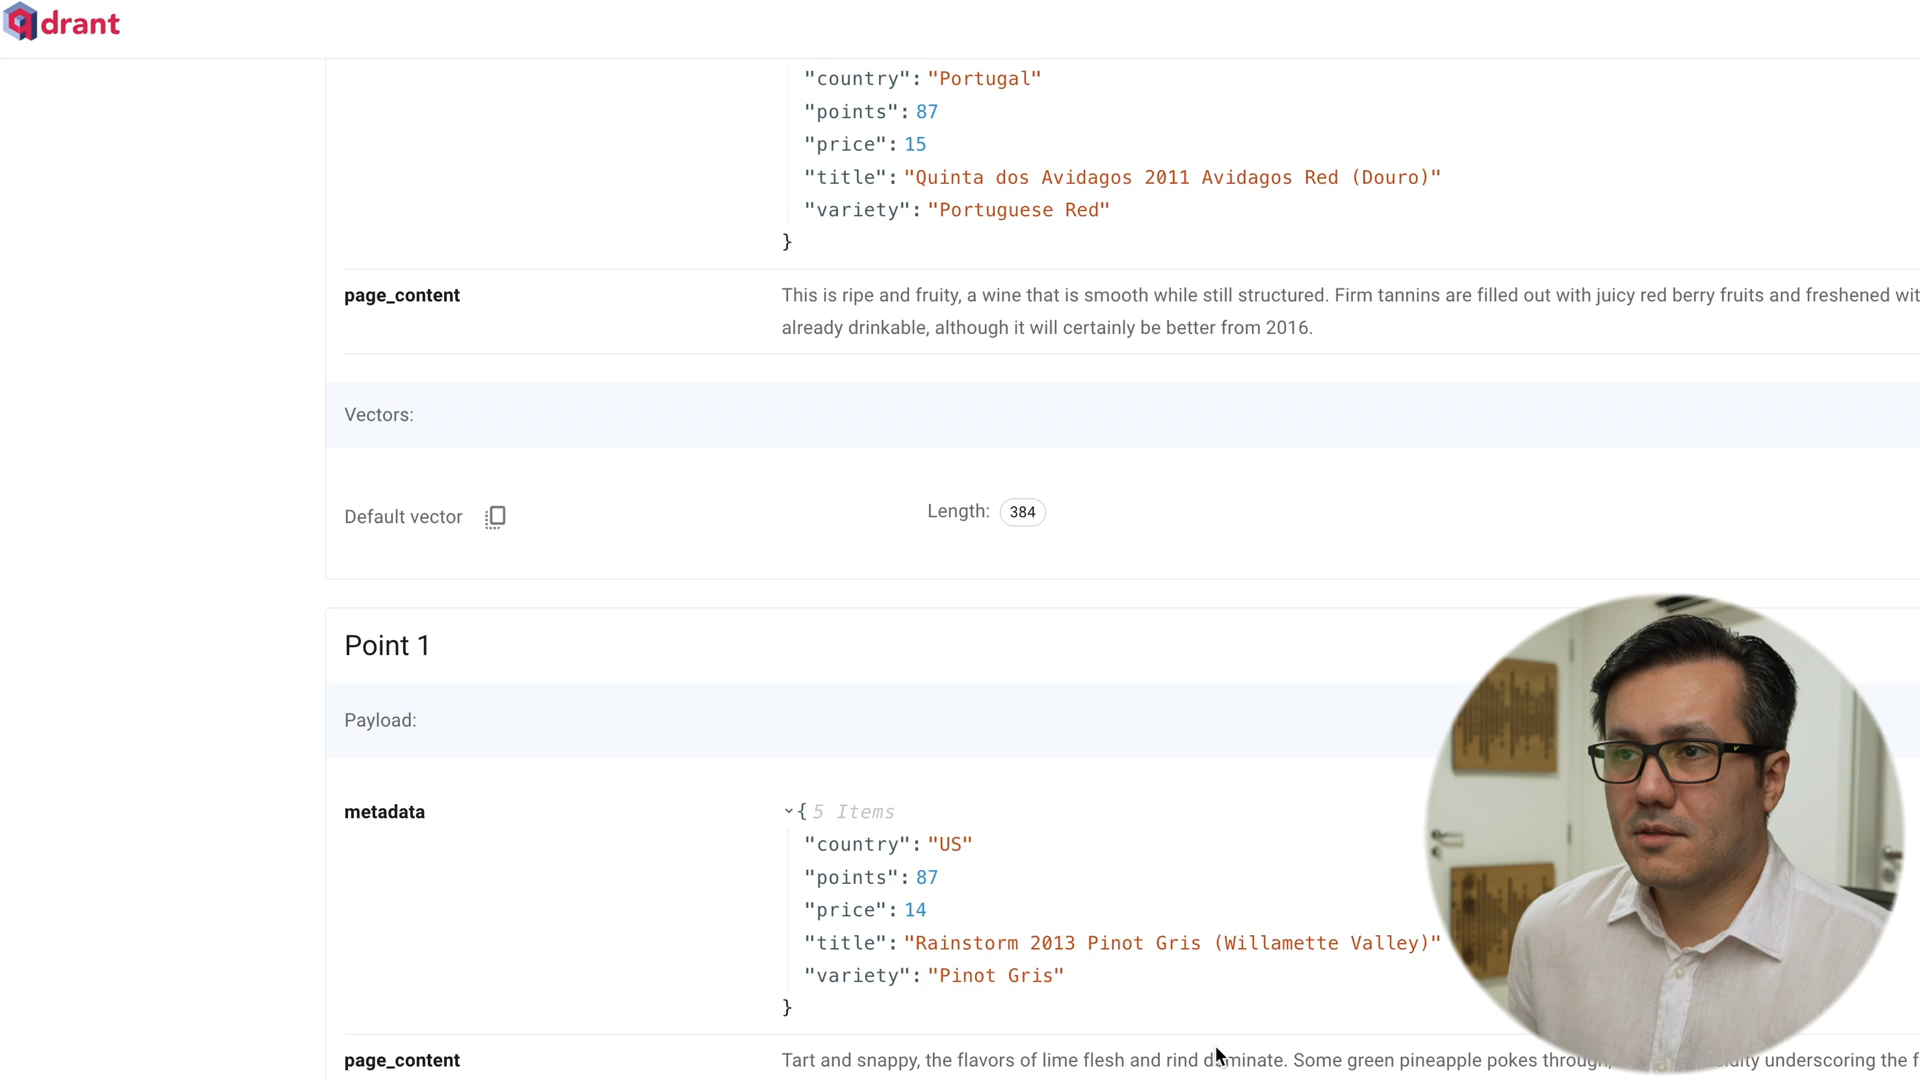 drant
"country": "Portugal"
"points": 87
"price": 15
"title": "Quinta dos Avidagos 2011 Avidagos Red (Douro)"
"variety": "Portuguese Red"
}
page_content
This is ripe and fruity, a wine that is smooth while still structured. Firm tannins are filled out with juicy red berry fruits and freshened
already drinkable, although it will certainly be better from 2016.
Vectors:
Default vector
Length: 384
Point 1
Payload:
metadata
{ 5 Items
"country": "US"
"points": 87
"price": 14
"title": "Rainstorm 2013 Pinot Gris (Willamette Valley)"
"variety": "Pinot Gris"
}
page_content
Tart and snappy, the flavors of lime flesh and rind dominate. Some green pineapple pokes through, underscoring the